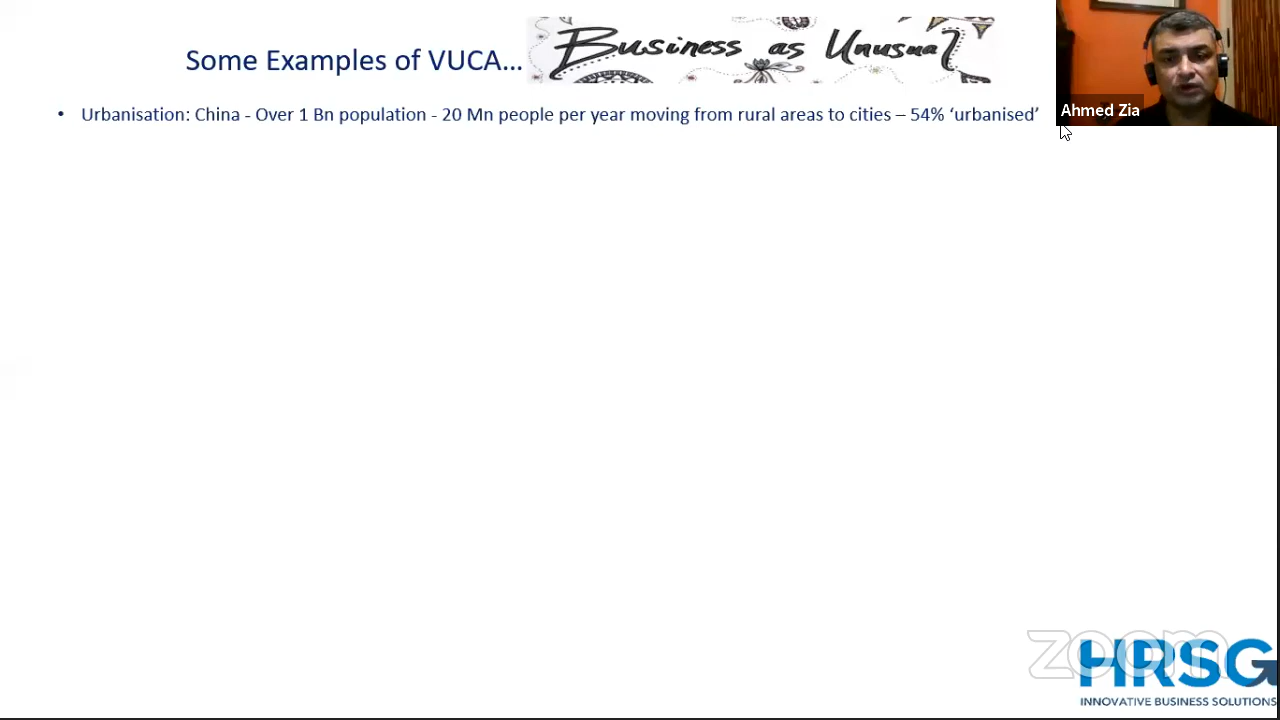 Some Examples of VUCA…
Business as Unusual
Ahmed Zia
• Urbanisation: China - Over 1 Bn population - 20 Mn people per year moving from rural areas to cities – 54% ‘urbanised’
zoom
HRSG
INNOVATIVE BUSINESS SOLUTIONS